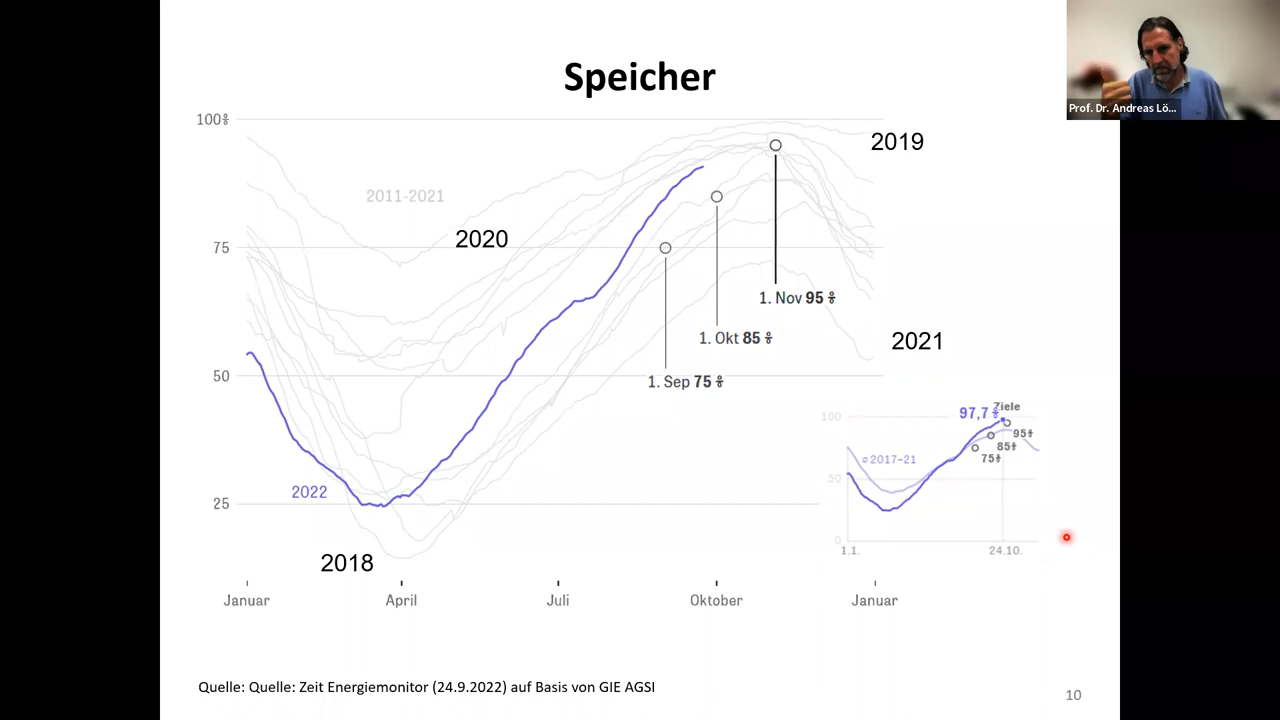 Speicher
Prof. Dr. Andreas Lö...
100%
2019
2011-2021
2020
75
1. Nov 95 %
1. Okt 85 %
2021
50
1. Sep 75 %
97,7 %
Ziele
100
95%
85%
75%
2017-21
50
2022
25
0
1.1.
24.10.
2018
Januar
April
Juli
Oktober
Januar
Quelle: Quelle: Zeit Energiemonitor (24.9.2022) auf Basis von GIE AGSI
10